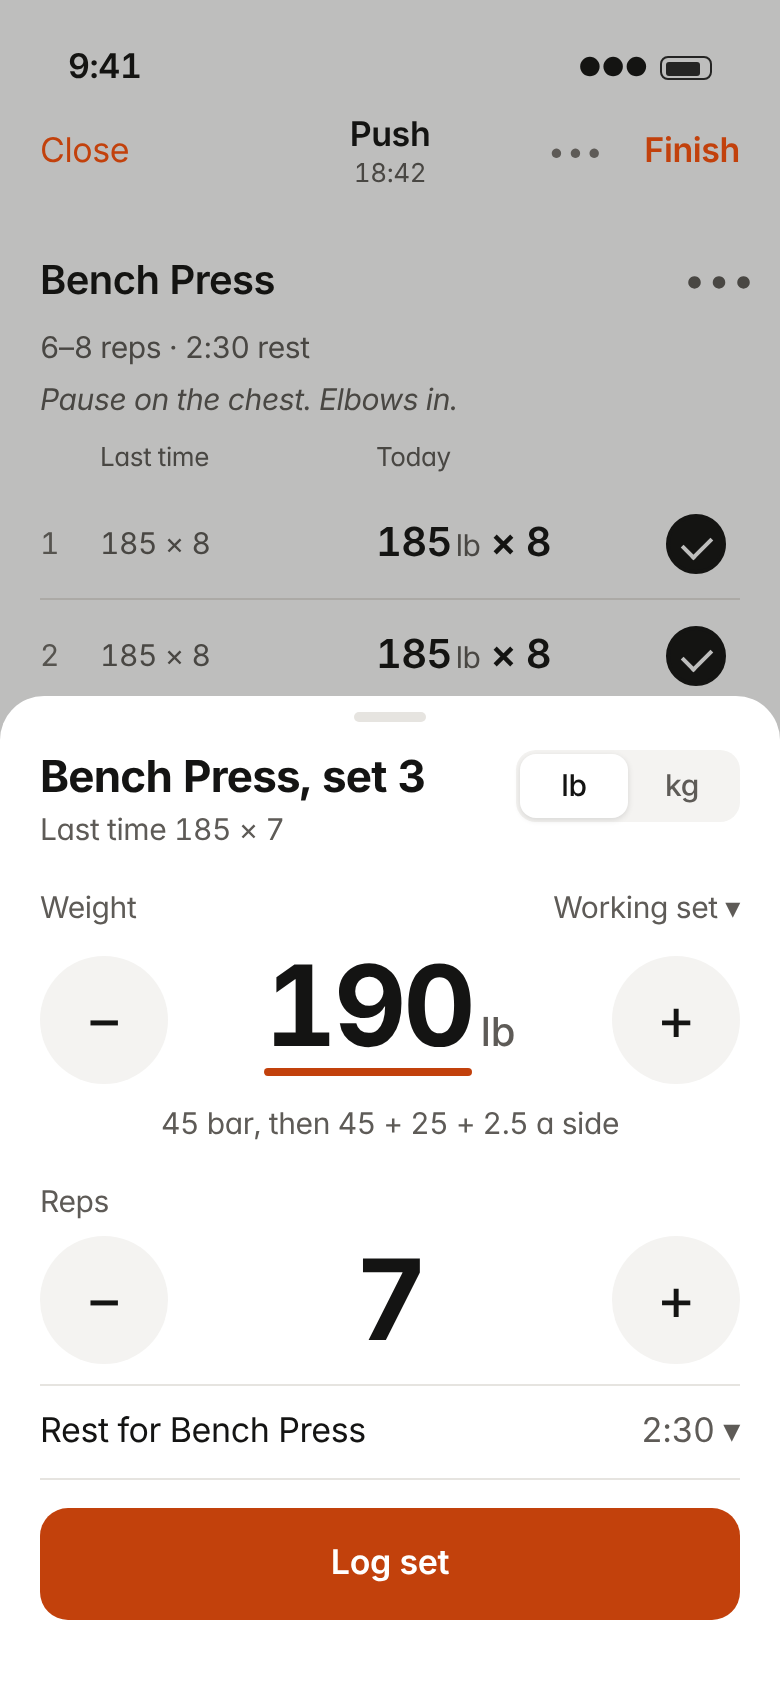 9:41
Close
Push
18:42
Finish
Bench Press
6–8 reps · 2:30 rest
Pause on the chest. Elbows in.
Last time Today
1 185 × 8 185 lb × 8
2 185 × 8 185 lb × 8
Bench Press, set 3
lb kg
Last time 185 × 7
Weight Working set ▾
− 190 lb +
45 bar, then 45 + 25 + 2.5 a side
Reps
− 7 +
Rest for Bench Press 2:30 ▾
Log set